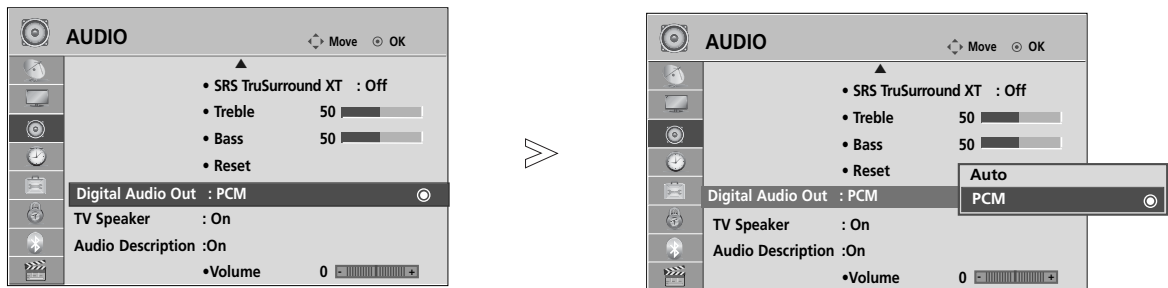 AUDIO
Move OK
• SRS TruSurround XT : Off
• Treble 50
• Bass 50
• Reset
Digital Audio Out : PCM
TV Speaker : On
Audio Description :On
•Volume 0 - +
AUDIO
Move OK
• SRS TruSurround XT : Off
• Treble 50
• Bass 50
• Reset
Auto
Digital Audio Out : PCM
PCM
TV Speaker : On
Audio Description :On
•Volume 0 - +